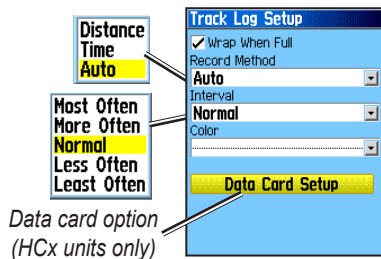 Distance
Time
Auto
Most Often
More Often
Normal
Less Often
Least Often
Data card option
(HCx units only)
Track Log Setup
Wrap When Full
Record Method
Auto
Interval
Normal
Color
Data Card Setup